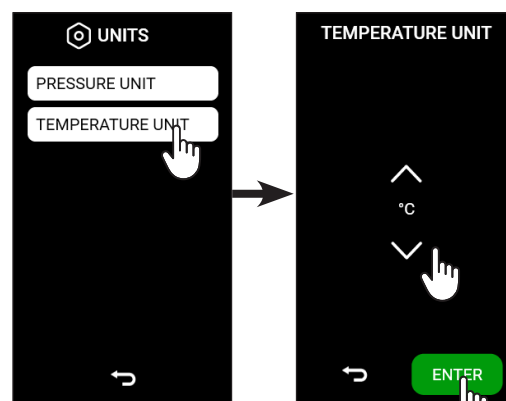 UNITS
PRESSURE UNIT
TEMPERATURE UNIT
TEMPERATURE UNIT
°C
ENTER